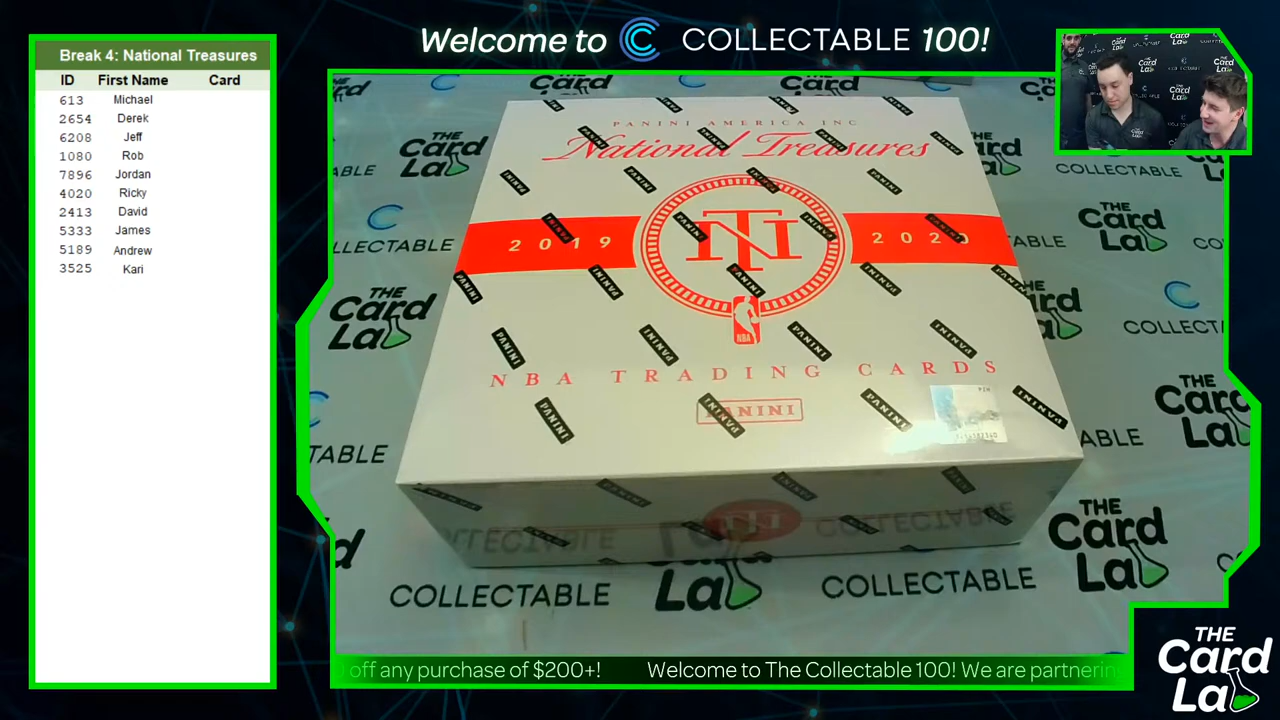 Welcome to COLLECTABLE 100!
Break 4: National Treasures
ID First Name Card
613 Michael
2654 Derek
6208 Jeff
1080 Rob
7896 Jordan
4020 Ricky
2413 David
5333 James
5189 Andrew
3525 Kari
PANINI AMERICA INC
National Treasures
2019 NT 2020
NBA
NBA TRADING CARDS
PANINI
THE Card Lab
COLLECTABLE
off any purchase of $200+!
Welcome to The Collectable 100! We are partnerin
THE
Card
Lab